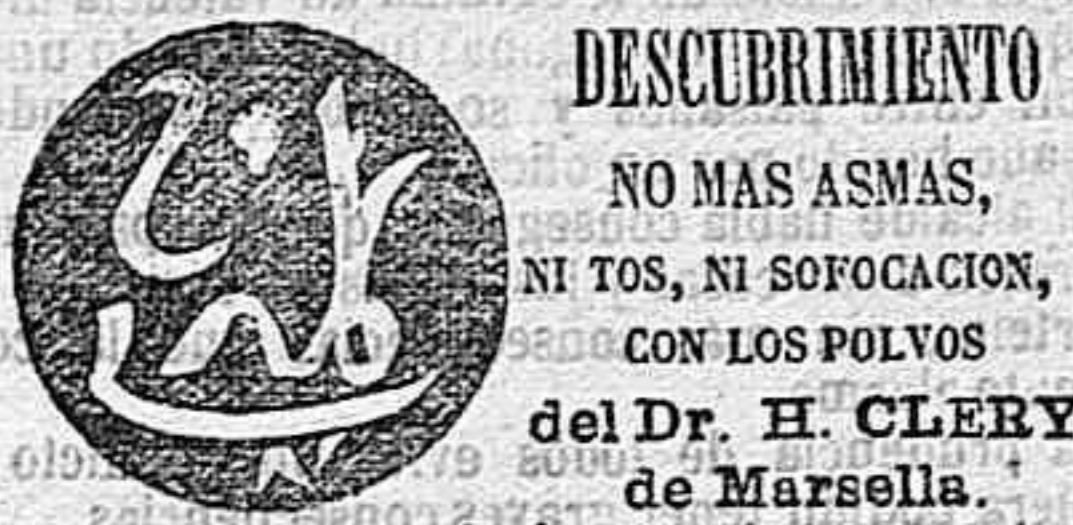 DESCUBRIMIENTO
NO MAS ASMAS,
NI TOS, NI SOFOCACION,
CON LOS POLVOS
del Dr. H. CLERY
de Marsella.